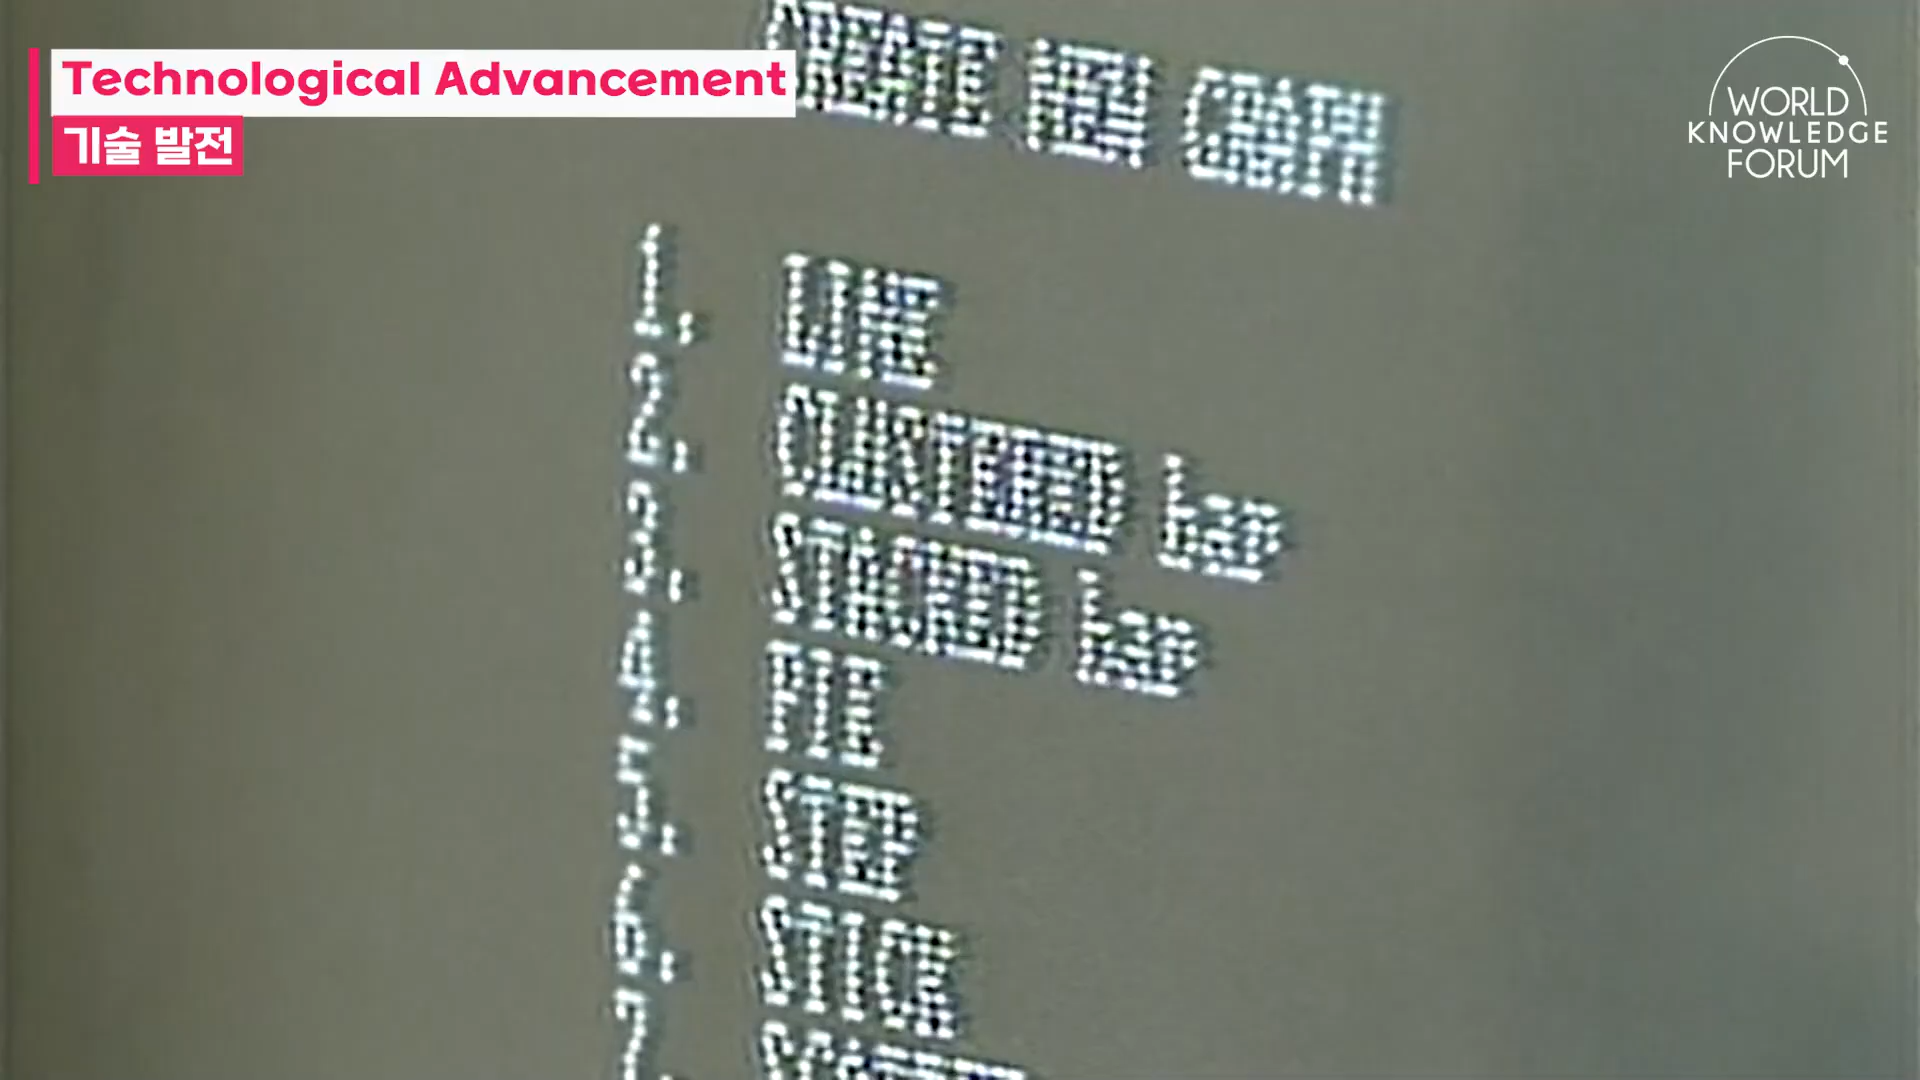 Technological Advancement
기술 발전
WORLD
KNOWLEDGE
FORUM
CREATE NEW GRAPH
1. LINE
2. CLUSTERED bar
3. STACKED bar
4. PIE
5. STEP
6. STICK
7.